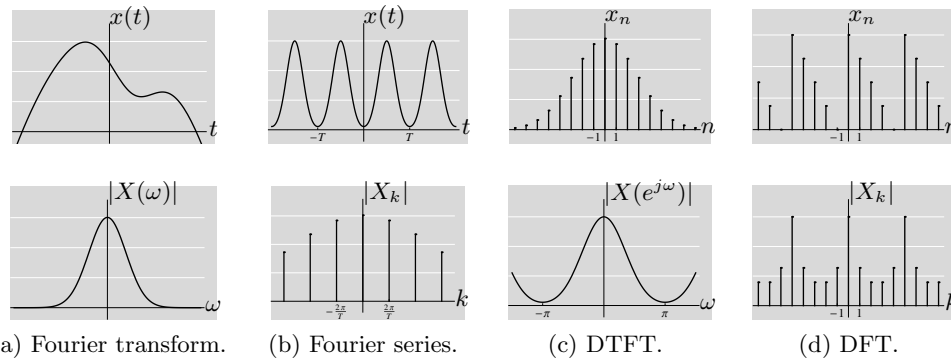 x(t) x(t) x_n x_n
t t n n
−T T −1 1 −1 1
|X(ω)| |X_k| |X(e^{jω})| |X_k|
ω k ω k
−2π/T 2π/T −π π −1 1
a) Fourier transform. (b) Fourier series. (c) DTFT. (d) DFT.